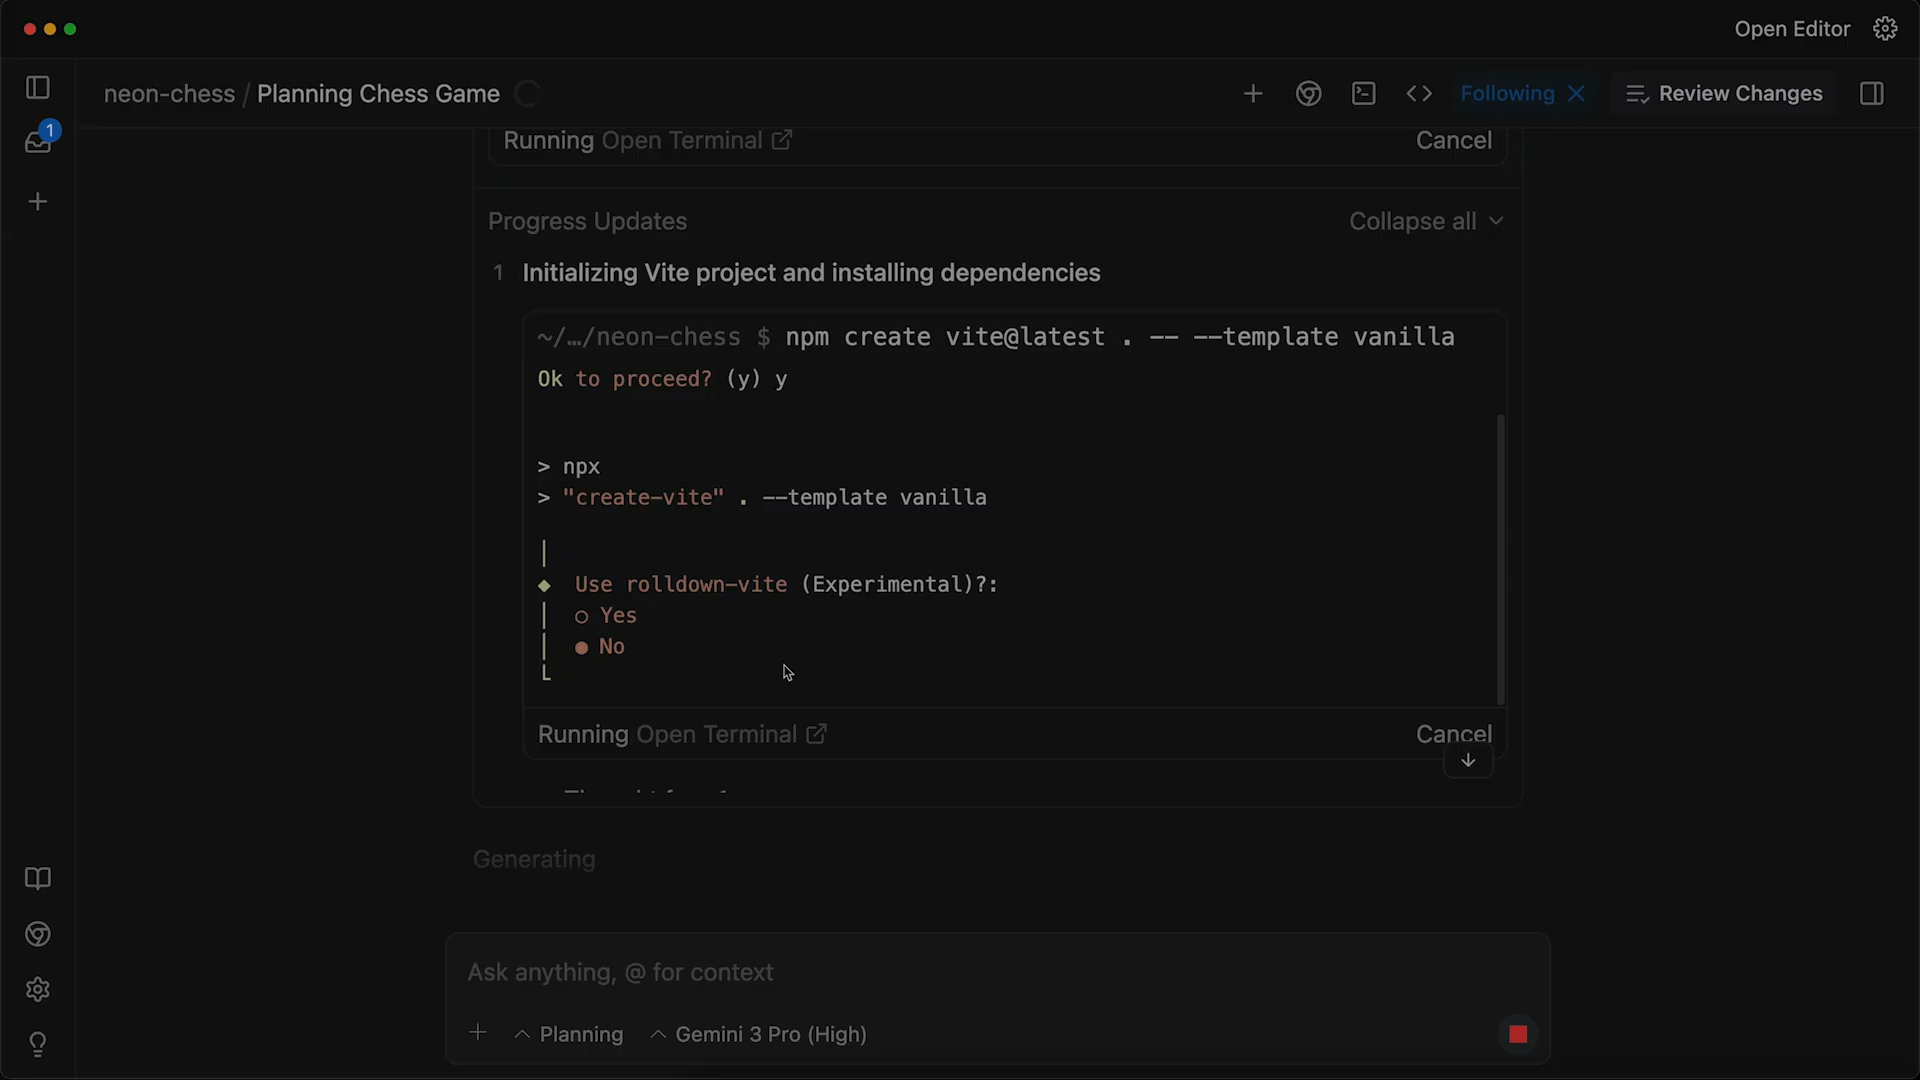 Open Editor
neon-chess / Planning Chess Game
Following
Review Changes
1
Running Open Terminal
Cancel
Progress Updates
Collapse all
1 Initializing Vite project and installing dependencies
~/…/neon-chess $ npm create vite@latest . -- --template vanilla
Ok to proceed? (y) y
> npx
> "create-vite" . --template vanilla
Use rolldown-vite (Experimental)?:
Yes
No
Running Open Terminal
Cancel
Generating
Ask anything, @ for context
Planning
Gemini 3 Pro (High)